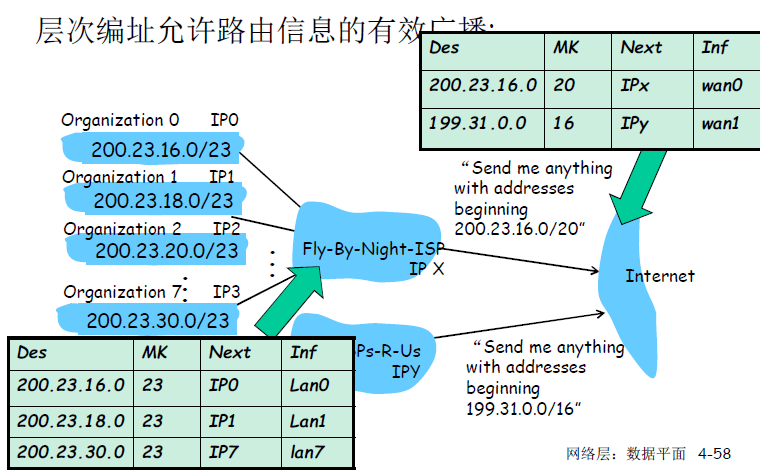 层次编址允许路由信息的有效广播:
Des MK Next Inf
200.23.16.0 20 IPx wan0
199.31.0.0 16 IPy wan1
Organization 0 IP0
200.23.16.0/23
Organization 1 IP1
200.23.18.0/23
Organization 2 IP2
200.23.20.0/23
Organization 7 IP3
200.23.30.0/23
Fly-By-Night-ISP
IP X
“Send me anything
with addresses
beginning
200.23.16.0/20”
Internet
Ps-R-Us
IPY
“Send me anything
with addresses
beginning
199.31.0.0/16”
Des MK Next Inf
200.23.16.0 23 IP0 Lan0
200.23.18.0 23 IP1 Lan1
200.23.30.0 23 IP7 lan7
网络层：数据平面 4-58